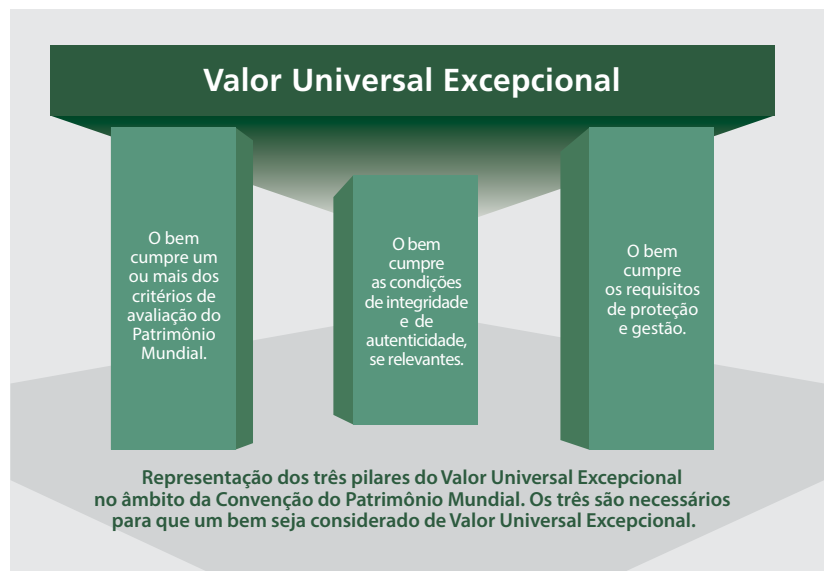 Valor Universal Excepcional
O bem
cumpre um
ou mais dos
critérios de
avaliação do
Patrimônio
Mundial.
O bem
cumpre
as condições
de integridade
e de
autenticidade,
se relevantes.
O bem
cumpre
os requisitos
de proteção
e gestão.
Representação dos três pilares do Valor Universal Excepcional
no âmbito da Convenção do Patrimônio Mundial. Os três são necessários
para que um bem seja considerado de Valor Universal Excepcional.